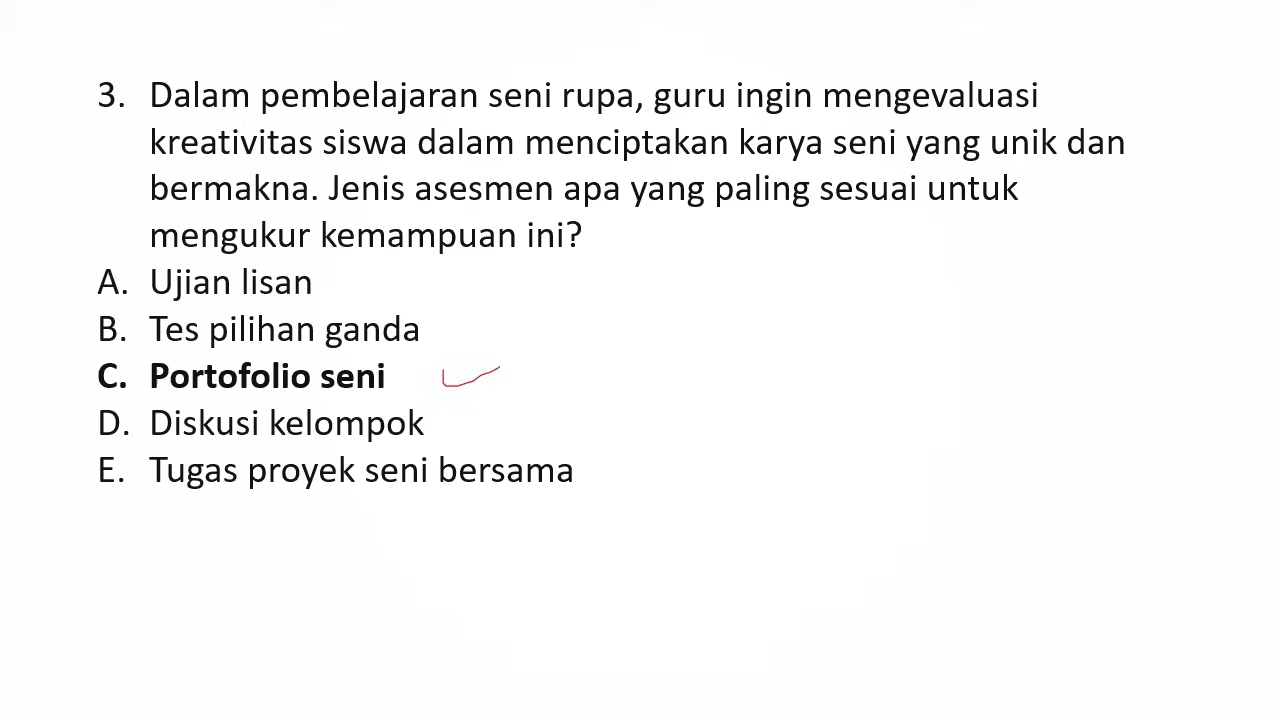 3. Dalam pembelajaran seni rupa, guru ingin mengevaluasi
kreativitas siswa dalam menciptakan karya seni yang unik dan
bermakna. Jenis asesmen apa yang paling sesuai untuk
mengukur kemampuan ini?
A. Ujian lisan
B. Tes pilihan ganda
C. Portofolio seni
D. Diskusi kelompok
E. Tugas proyek seni bersama